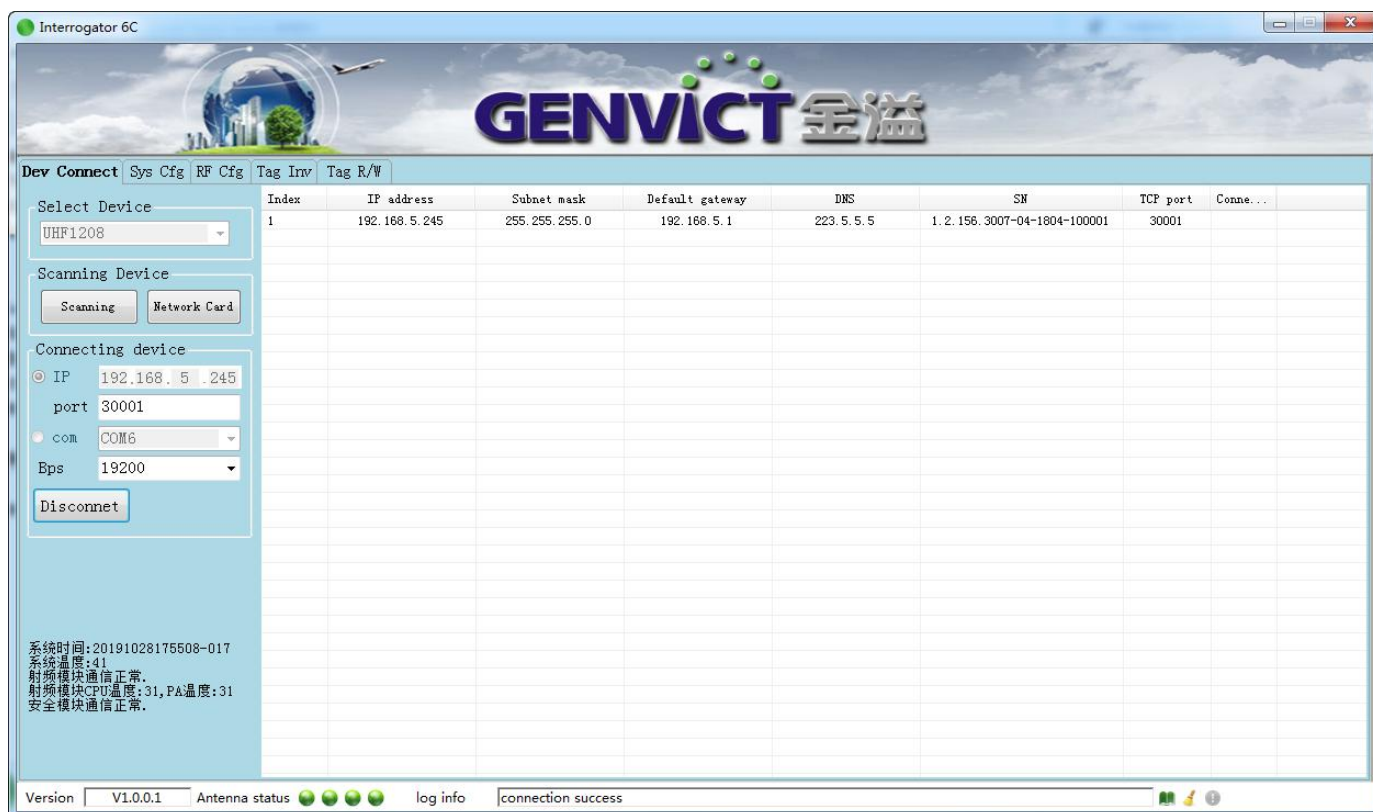 Interrogator 6C
GENVICT金溢
Dev Connect Sys Cfg RF Cfg Tag Inv Tag R/W
Select Device
UHF1208
Scanning Device
Scanning Network Card
Connecting device
IP 192.168. 5 .245
port 30001
com COM6
Bps 19200
Disconnet
系统时间:20191028175508-017
系统温度:41
射频模块通信正常.
射频模块CPU温度:31,PA温度:31
安全模块通信正常.
Index IP address Subnet mask Default gateway DNS SN TCP port Conne...
1 192.168.5.245 255.255.255.0 192.168.5.1 223.5.5.5 1.2.156.3007-04-1804-100001 30001
Version V1.0.0.1 Antenna status log info connection success